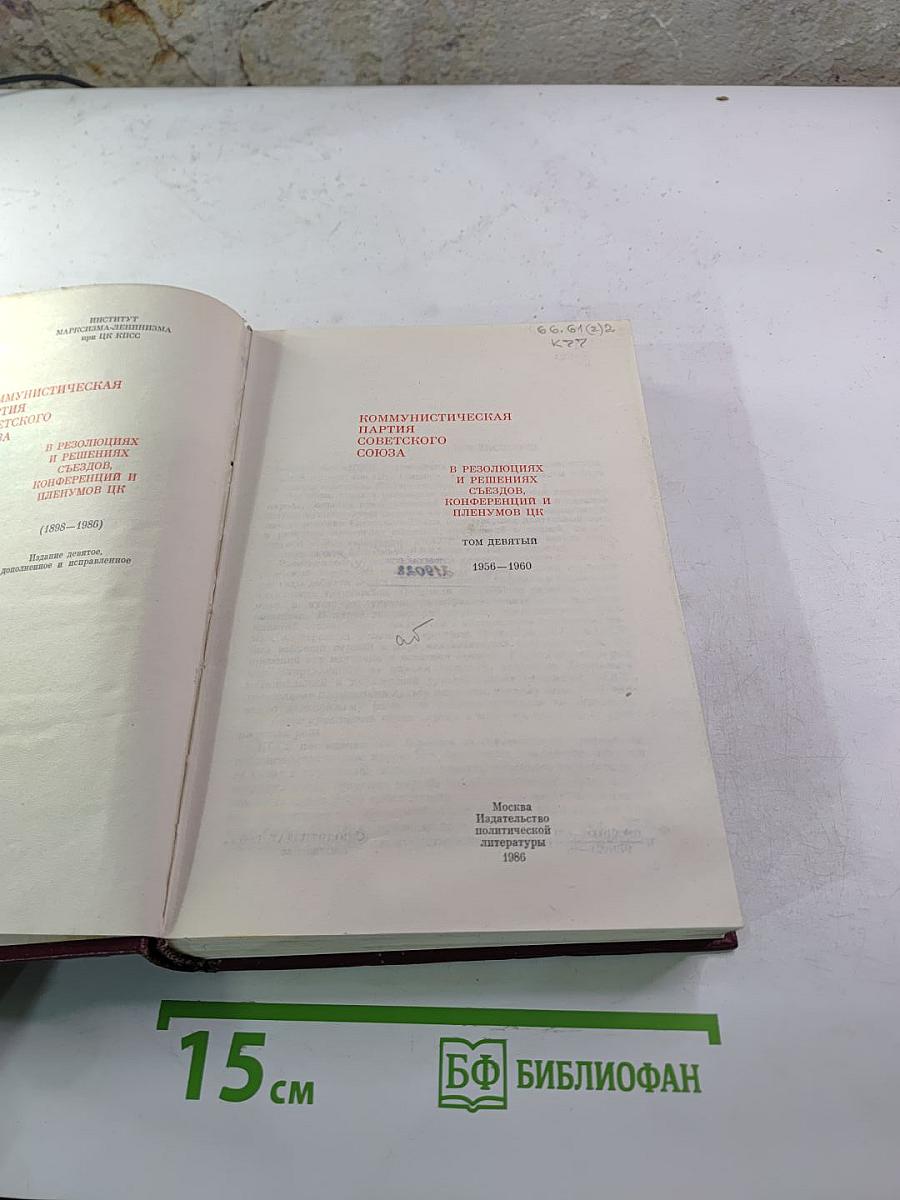 ИНСТИТУТ
МАРКСИЗМА-ЛЕНИНИЗМА
при ЦК КПСС
ММУНИСТИЧЕСКАЯ
РТИЯ
ЕТСКОГО
ЗА
В РЕЗОЛЮЦИЯХ
И РЕШЕНИЯХ
СЪЕЗДОВ,
КОНФЕРЕНЦИЙ И
ПЛЕНУМОВ ЦК
(1898—1986)
Издание девятое,
дополненное и исправленное
66.61(2)2
К77
КОММУНИСТИЧЕСКАЯ
ПАРТИЯ
СОВЕТСКОГО
СОЮЗА
В РЕЗОЛЮЦИЯХ
И РЕШЕНИЯХ
СЪЕЗДОВ,
КОНФЕРЕНЦИЙ И
ПЛЕНУМОВ ЦК
ТОМ ДЕВЯТЫЙ
1956—1960
аб
Москва
Издательство
политической
литературы
1986
15 см
БФ БИБЛИОФАН